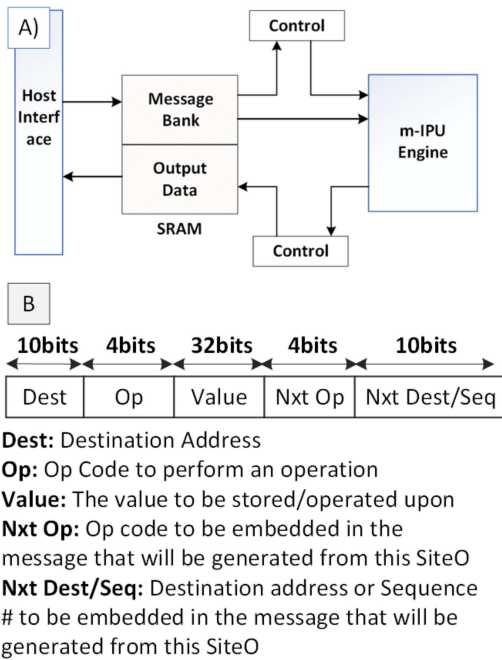 A)
Control
Host
Interf
ace
Message
Bank
m-IPU
Engine
Output
Data
SRAM
Control
B
10bits 4bits 32bits 4bits 10bits
Dest Op Value Nxt Op Nxt Dest/Seq
Dest: Destination Address
Op: Op Code to perform an operation
Value: The value to be stored/operated upon
Nxt Op: Op code to be embedded in the
message that will be generated from this SiteO
Nxt Dest/Seq: Destination address or Sequence
# to be embedded in the message that will be
generated from this SiteO